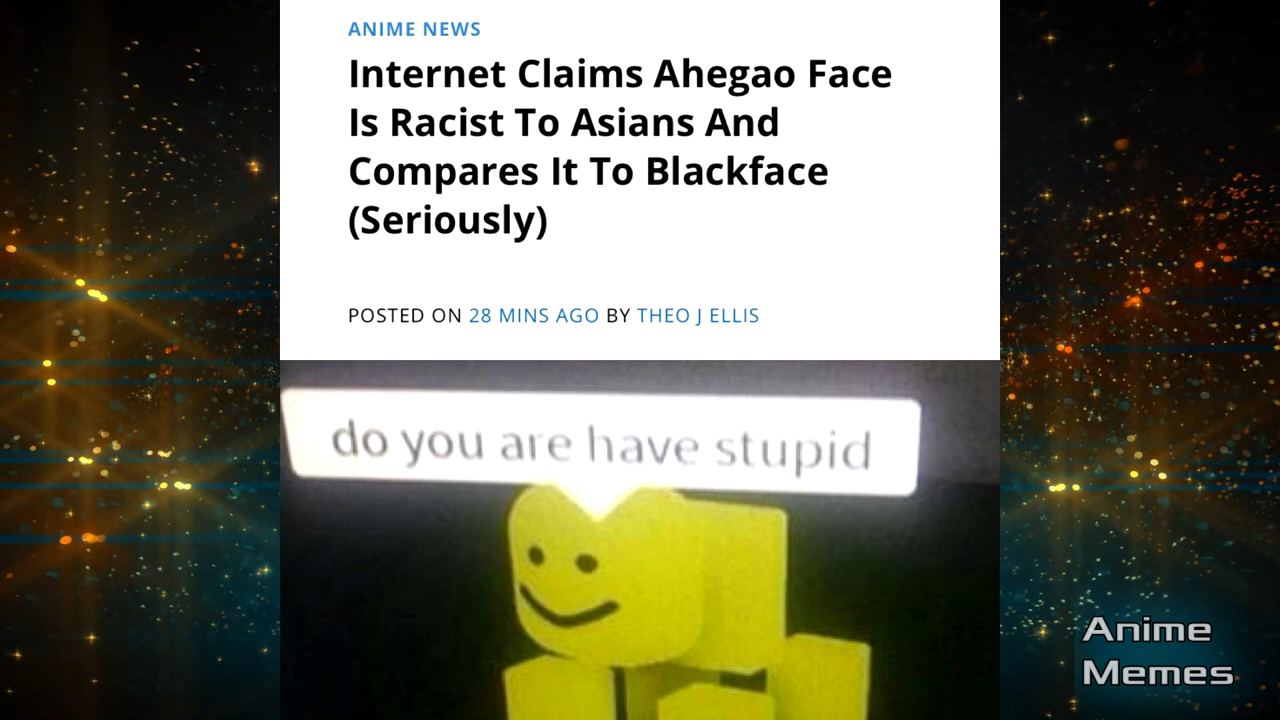 ANIME NEWS
Internet Claims Ahegao Face
Is Racist To Asians And
Compares It To Blackface
(Seriously)
POSTED ON 28 MINS AGO BY THEO J ELLIS
do you are have stupid
Anime
Memes